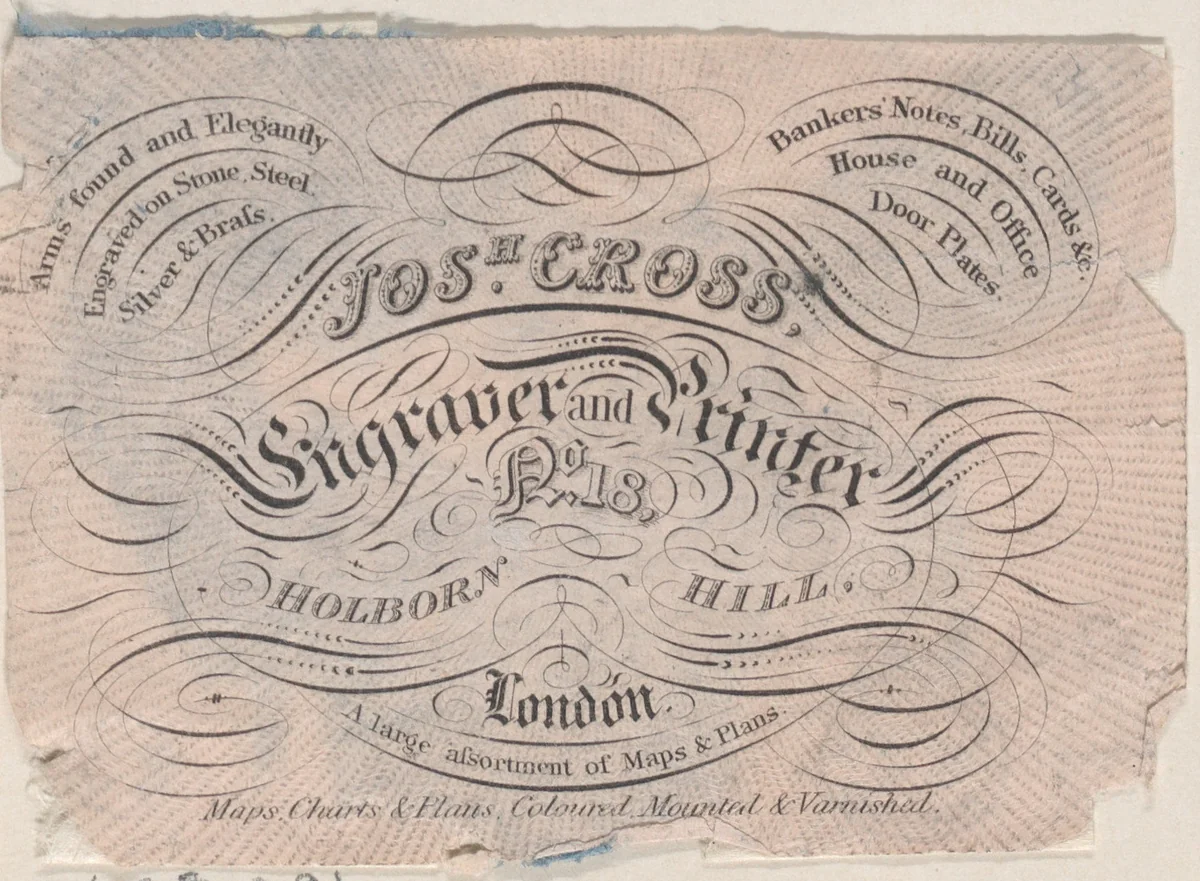 Arms found and Elegantly
Engraved on Stone, Steel,
Silver & Braſs.
Bankers' Notes, Bills, Cards &c.
House and Office
Door Plates.
JOS.H CROSS,
Engraver and Printer
No. 18,
HOLBORN HILL.
London.
A large aſsortment of Maps & Plans.
Maps, Charts & Plans, Coloured, Mounted & Varnished.